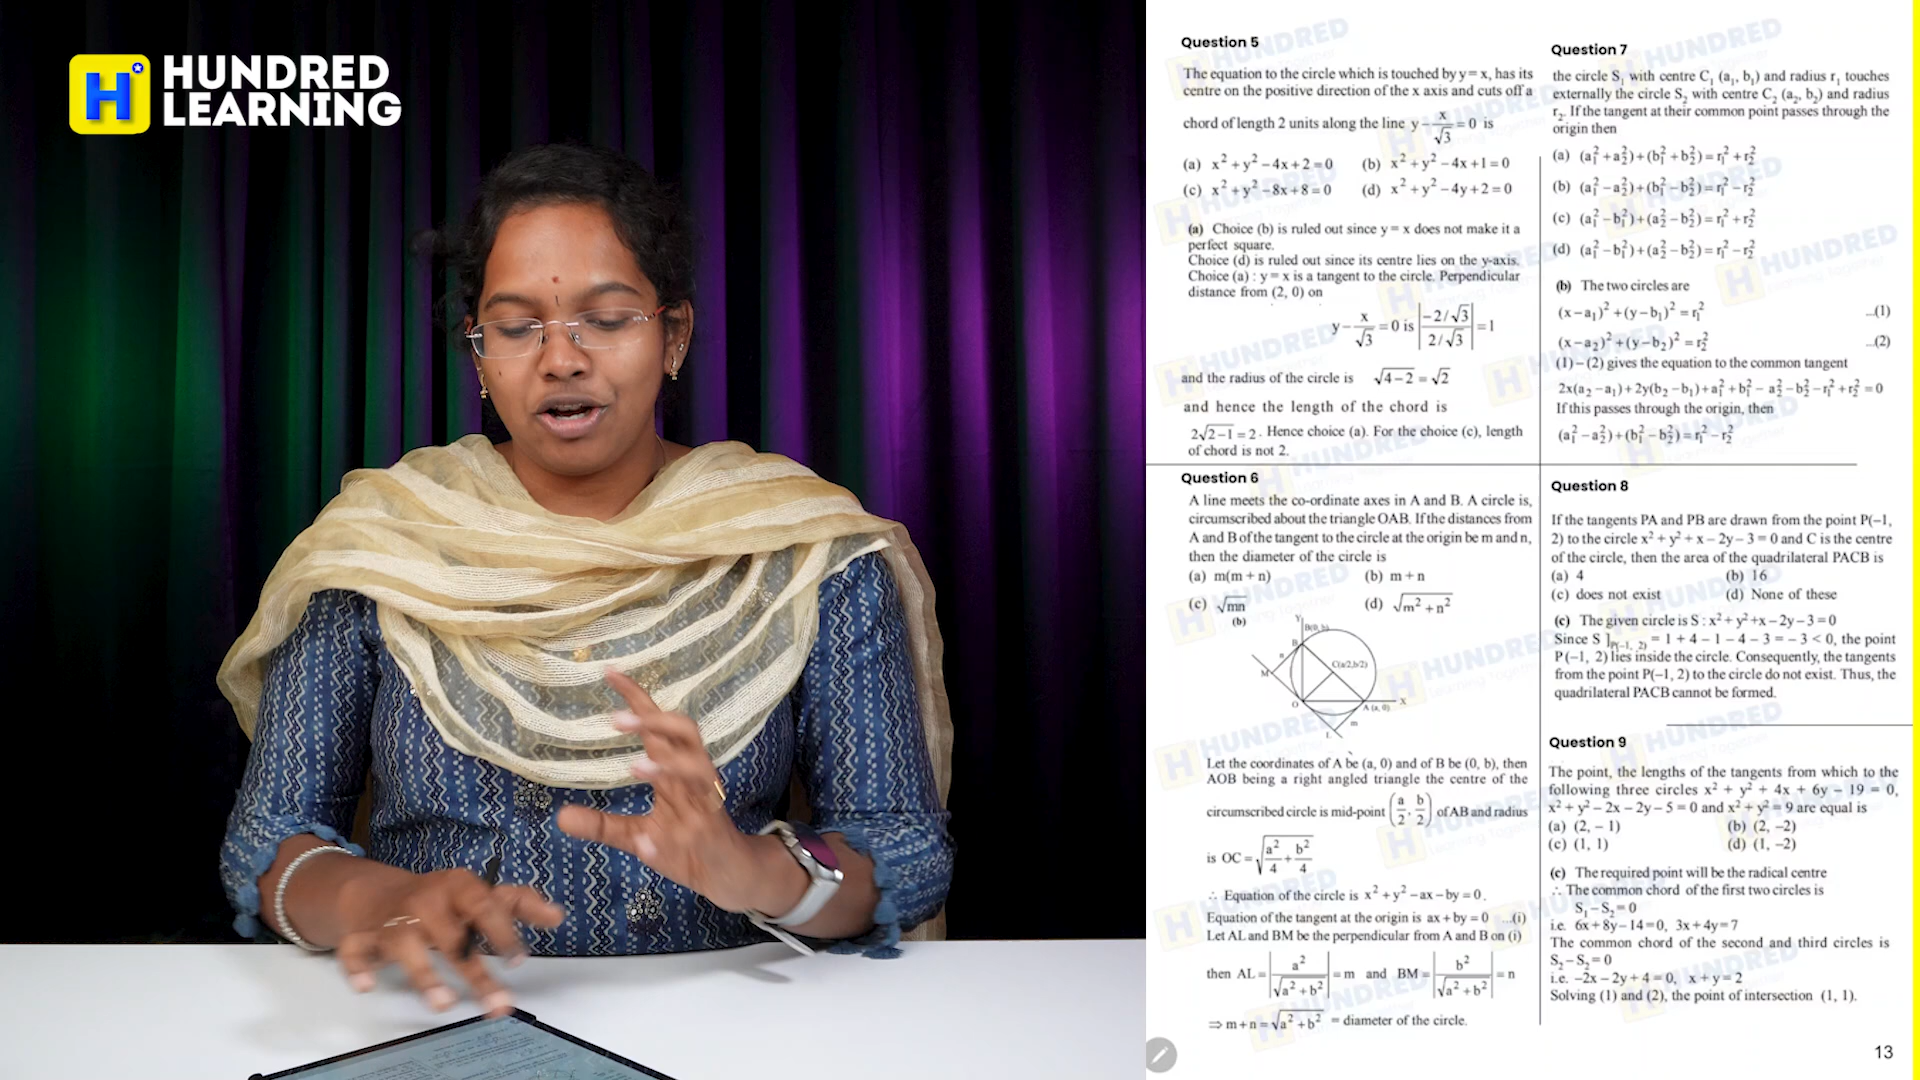 HUNDRED
LEARNING
Question 5
The equation to the circle which is touched by y = x, has its
centre on the positive direction of the x axis and cuts off a
chord of length 2 units along the line y − x/√3 = 0 is
(a) x² + y² − 4x + 2 = 0 (b) x² + y² − 4x + 1 = 0
(c) x² + y² − 8x + 8 = 0 (d) x² + y² − 4y + 2 = 0
(a) Choice (b) is ruled out since y = x does not make it a
perfect square.
Choice (d) is ruled out since its centre lies on the y-axis.
Choice (a) : y = x is a tangent to the circle. Perpendicular
distance from (2, 0) on
y − x/√3 = 0 is |−2/√3 / 2/√3| = 1
and the radius of the circle is √4−2 = √2
and hence the length of the chord is
2√2−1 = 2. Hence choice (a). For the choice (c), length
of chord is not 2.
Question 6
A line meets the co-ordinate axes in A and B. A circle is,
circumscribed about the triangle OAB. If the distances from
A and B of the tangent to the circle at the origin be m and n,
then the diameter of the circle is
(a) m(m + n) (b) m + n
(c) √mn (d) √m² + n²
(b)
Y
B(0, b)
B
n
C(a/2,b/2)
M
O
A (a, 0)
X
m
L
Let the coordinates of A be (a, 0) and of B be (0, b), then
AOB being a right angled triangle the centre of the
circumscribed circle is mid-point (a/2, b/2) of AB and radius
is OC = √a²/4 + b²/4
∴ Equation of the circle is x² + y² − ax − by = 0.
Equation of the tangent at the origin is ax + by = 0 ...(i)
Let AL and BM be the perpendicular from A and B on (i)
then AL = |a²/√a² + b²| = m and BM = |b²/√a² + b²| = n
⇒ m + n = √a² + b² = diameter of the circle.
Question 7
the circle S₁ with centre C₁ (a₁, b₁) and radius r₁ touches
externally the circle S₂ with centre C₂ (a₂, b₂) and radius
r₂. If the tangent at their common point passes through the
origin then
(a) (a₁² + a₂²) + (b₁² + b₂²) = r₁² + r₂²
(b) (a₁² − a₂²) + (b₁² − b₂²) = r₁² − r₂²
(c) (a₁² − b₁²) + (a₂² − b₂²) = r₁² + r₂²
(d) (a₁² − b₁²) + (a₂² − b₂²) = r₁² − r₂²
(b) The two circles are
(x − a₁)² + (y − b₁)² = r₁² ...(1)
(x − a₂)² + (y − b₂)² = r₂² ...(2)
(1) – (2) gives the equation to the common tangent
2x(a₂ − a₁) + 2y(b₂ − b₁) + a₁² + b₁² − a₂² − b₂² − r₁² + r₂² = 0
If this passes through the origin, then
(a₁² − a₂²) + (b₁² − b₂²) = r₁² − r₂²
Question 8
If the tangents PA and PB are drawn from the point P(–1,
2) to the circle x² + y² + x – 2y – 3 = 0 and C is the centre
of the circle, then the area of the quadrilateral PACB is
(a) 4 (b) 16
(c) does not exist (d) None of these
(c) The given circle is S : x² + y² + x – 2y – 3 = 0
Since S ]P(–1, 2) = 1 + 4 – 1 – 4 – 3 = – 3 < 0, the point
P (–1, 2) lies inside the circle. Consequently, the tangents
from the point P(–1, 2) to the circle do not exist. Thus, the
quadrilateral PACB cannot be formed.
Question 9
The point, the lengths of the tangents from which to the
following three circles x² + y² + 4x + 6y – 19 = 0,
x² + y² – 2x – 2y – 5 = 0 and x² + y² = 9 are equal is
(a) (2, – 1) (b) (2, –2)
(c) (1, 1) (d) (1, –2)
(c) The required point will be the radical centre
∴ The common chord of the first two circles is
S₁ – S₂ = 0
i.e. 6x + 8y – 14 = 0, 3x + 4y = 7
The common chord of the second and third circles is
S₂ – S₂ = 0
i.e. –2x – 2y + 4 = 0, x + y = 2
Solving (1) and (2), the point of intersection (1, 1).
13